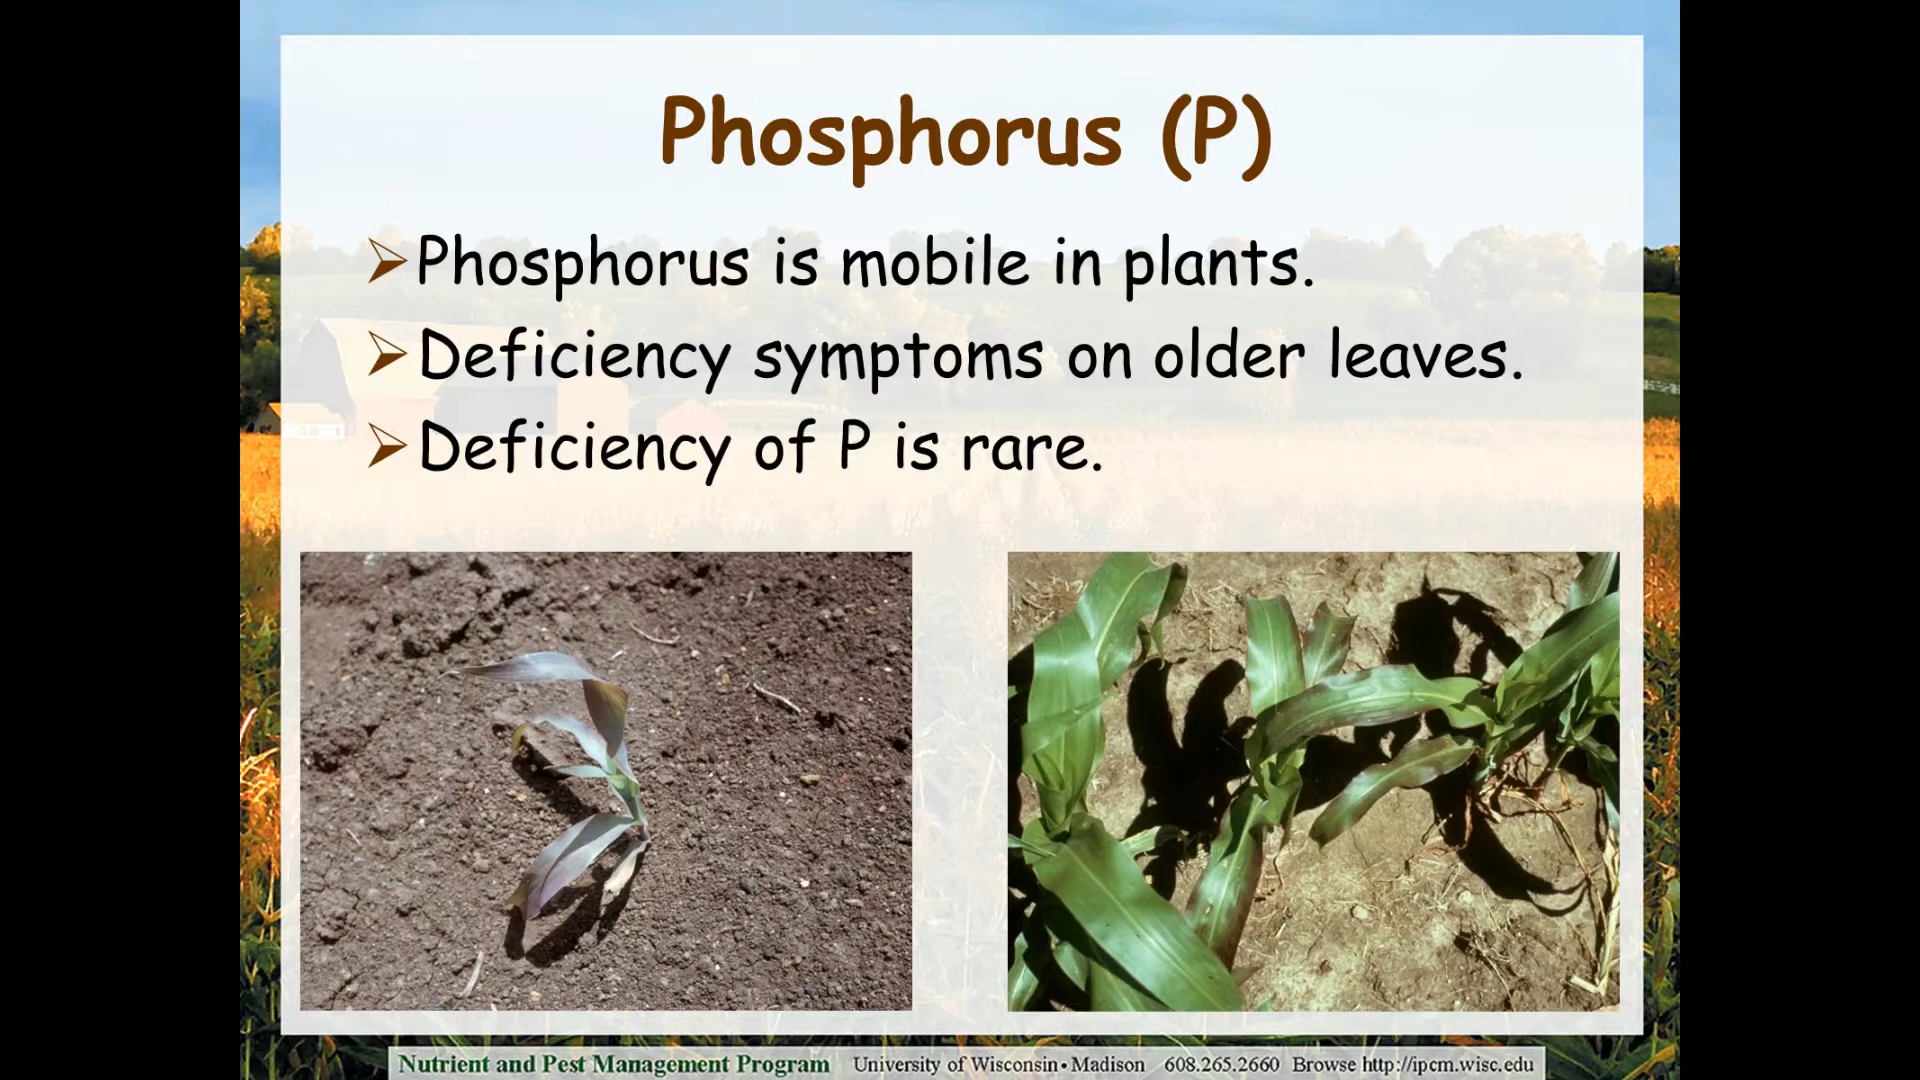 Phosphorus (P)
Phosphorus is mobile in plants.
Deficiency symptoms on older leaves.
Deficiency of P is rare.
Nutrient and Pest Management Program University of Wisconsin • Madison 608.265.2660 Browse http://ipcm.wisc.edu